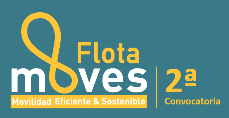 Flota
moves
Movilidad Eficiente & Sostenible
2ª
Convocatoria